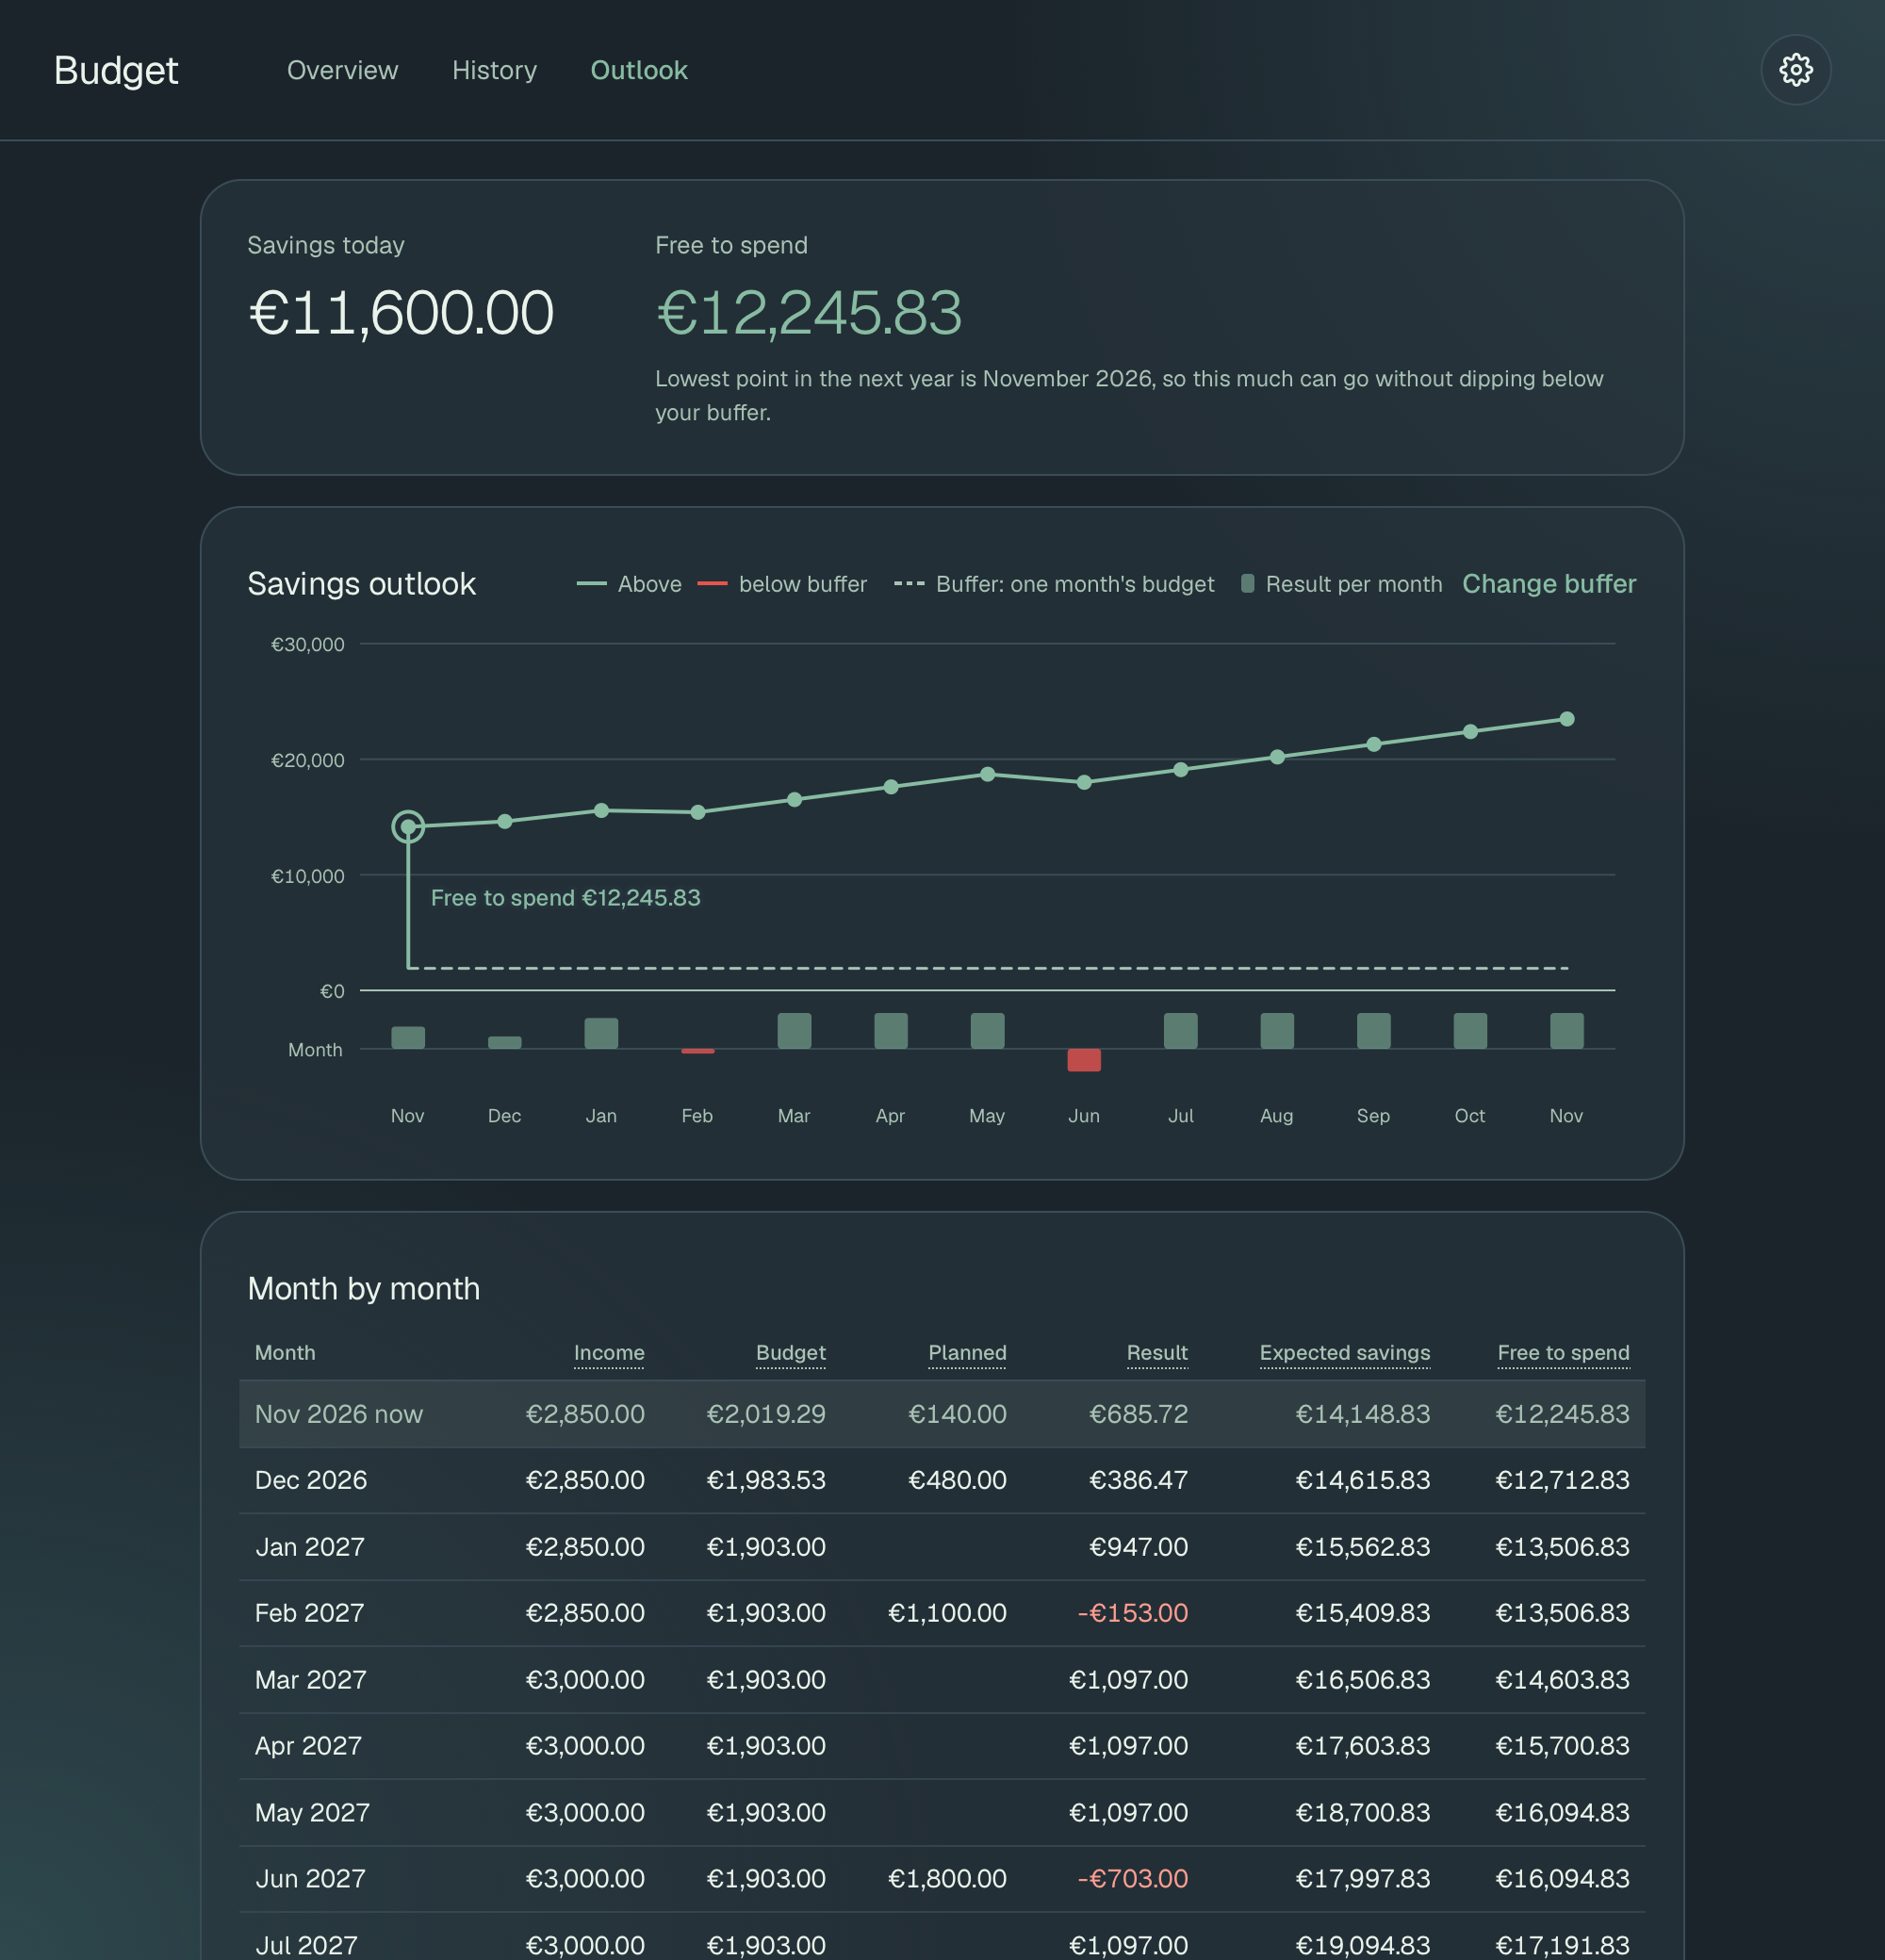 Budget Overview History Outlook
Savings today Free to spend
€11,600.00 €12,245.83
Lowest point in the next year is November 2026, so this much can go without dipping below
your buffer.
Savings outlook Above below buffer Buffer: one month's budget Result per month Change buffer
€30,000
€20,000
€10,000
Free to spend €12,245.83
€0
Month
Nov Dec Jan Feb Mar Apr May Jun Jul Aug Sep Oct Nov
Month by month
Month Income Budget Planned Result Expected savings Free to spend
Nov 2026 now €2,850.00 €2,019.29 €140.00 €685.72 €14,148.83 €12,245.83
Dec 2026 €2,850.00 €1,983.53 €480.00 €386.47 €14,615.83 €12,712.83
Jan 2027 €2,850.00 €1,903.00 €947.00 €15,562.83 €13,506.83
Feb 2027 €2,850.00 €1,903.00 €1,100.00 -€153.00 €15,409.83 €13,506.83
Mar 2027 €3,000.00 €1,903.00 €1,097.00 €16,506.83 €14,603.83
Apr 2027 €3,000.00 €1,903.00 €1,097.00 €17,603.83 €15,700.83
May 2027 €3,000.00 €1,903.00 €1,097.00 €18,700.83 €16,094.83
Jun 2027 €3,000.00 €1,903.00 €1,800.00 -€703.00 €17,997.83 €16,094.83
Jul 2027 €3,000.00 €1,903.00 €1,097.00 €19,094.83 €17,191.83